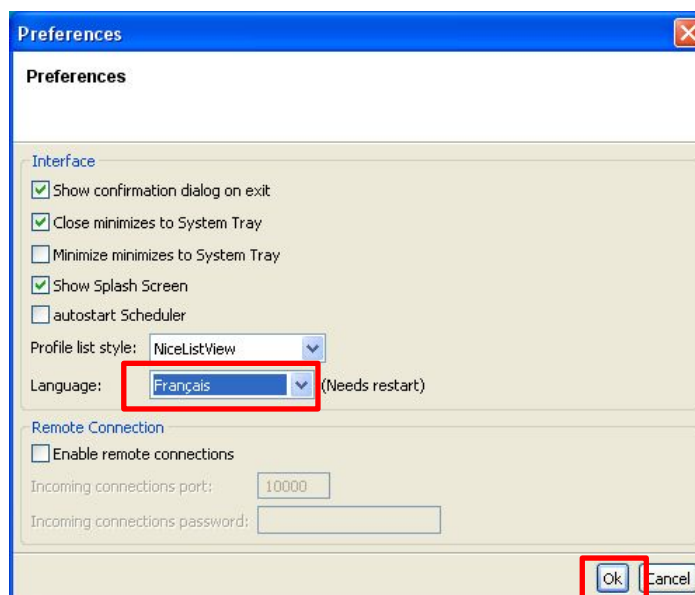 Preferences
Preferences
Interface
Show confirmation dialog on exit
Close minimizes to System Tray
Minimize minimizes to System Tray
Show Splash Screen
autostart Scheduler
Profile list style: NiceListView
Language: Français (Needs restart)
Remote Connection
Enable remote connections
Incoming connections port: 10000
Incoming connections password:
Ok Cancel